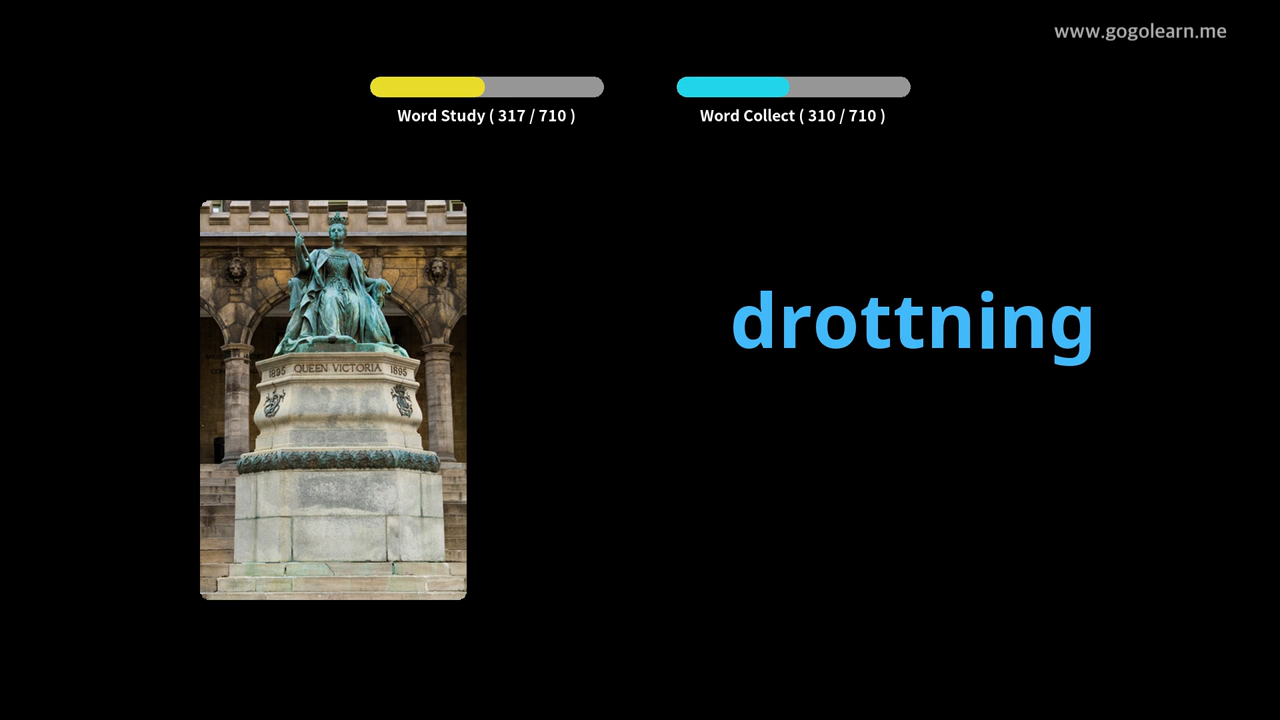 www.gogolearn.me
Word Study ( 317 / 710 )
Word Collect ( 310 / 710 )
drottning
1895 QUEEN VICTORIA 1895